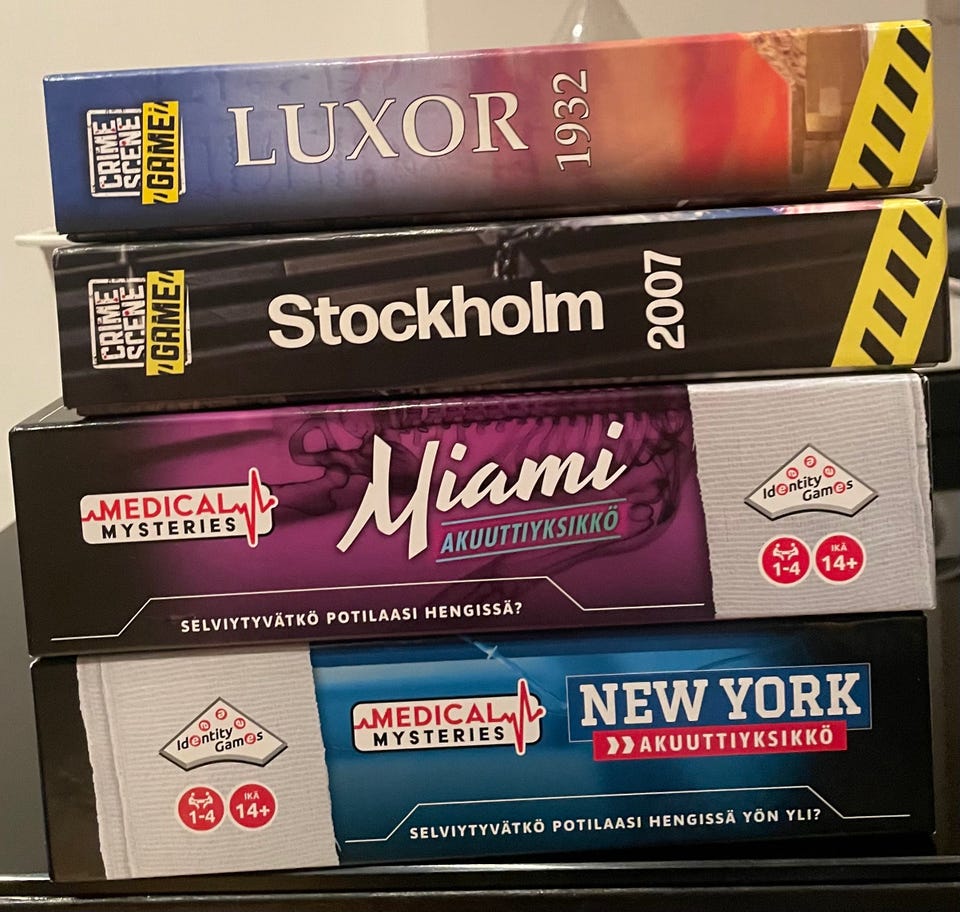 CRIME
SCENE
GAME
LUXOR
1932
CRIME
SCENE
GAME
Stockholm
2007
MEDICAL
MYSTERIES
Miami
AKUUTTIYKSIKKÖ
SELVIYTYVÄTKÖ POTILAASI HENGISSÄ?
Identity
Games
1-4
IKÄ
14+
Identity
Games
1-4
IKÄ
14+
MEDICAL
MYSTERIES
NEW YORK
AKUUTTIYKSIKKÖ
SELVIYTYVÄTKÖ POTILAASI HENGISSÄ YÖN YLI?